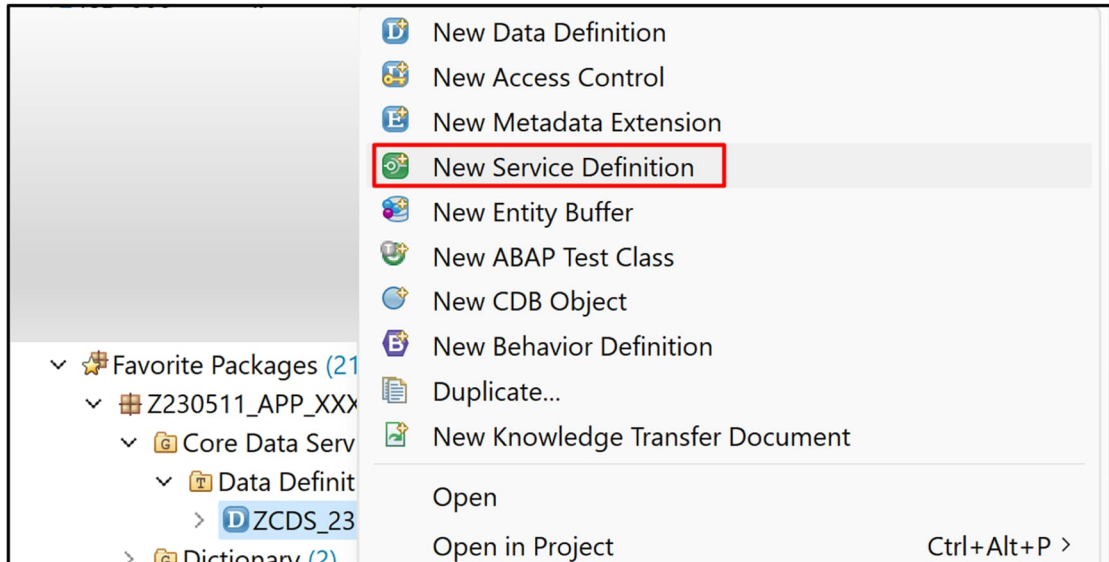 New Data Definition
New Access Control
New Metadata Extension
New Service Definition
New Entity Buffer
New ABAP Test Class
New CDB Object
New Behavior Definition
Duplicate...
New Knowledge Transfer Document
Open
Open in Project Ctrl+Alt+P >
Favorite Packages (21
Z230511_APP_XXX
Core Data Serv
Data Definit
ZCDS_23
Dictionary (2)